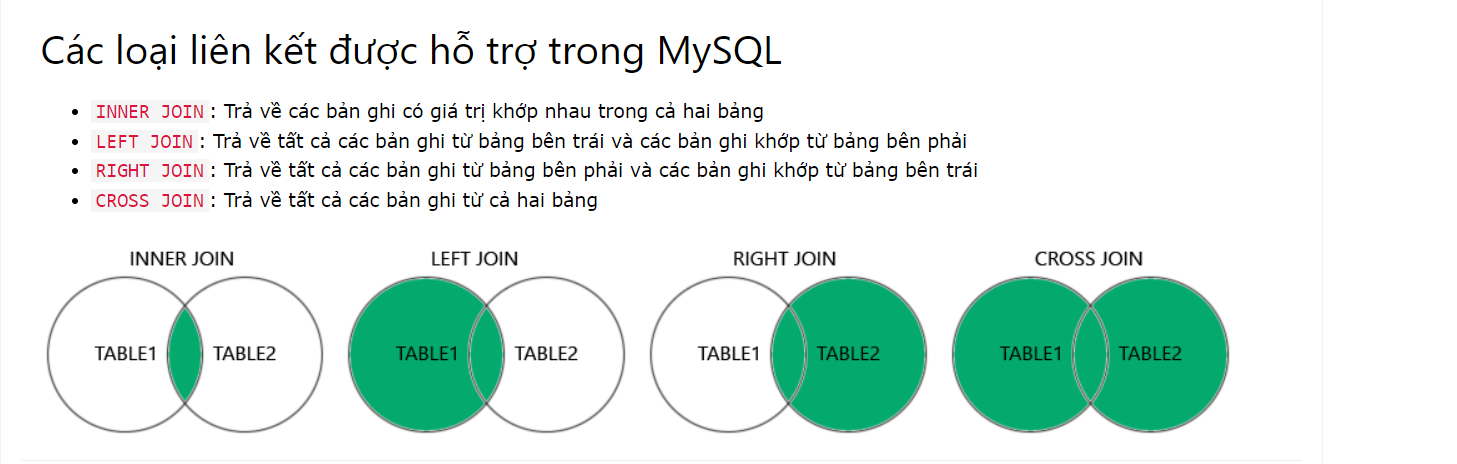 Các loại liên kết được hỗ trợ trong MySQL
INNER JOIN: Trả về các bản ghi có giá trị khớp nhau trong cả hai bảng
LEFT JOIN: Trả về tất cả các bản ghi từ bảng bên trái và các bản ghi khớp từ bảng bên phải
RIGHT JOIN: Trả về tất cả các bản ghi từ bảng bên phải và các bản ghi khớp từ bảng bên trái
CROSS JOIN: Trả về tất cả các bản ghi từ cả hai bảng
INNER JOIN LEFT JOIN RIGHT JOIN CROSS JOIN
TABLE1 TABLE2 TABLE1 TABLE2 TABLE1 TABLE2 TABLE1 TABLE2